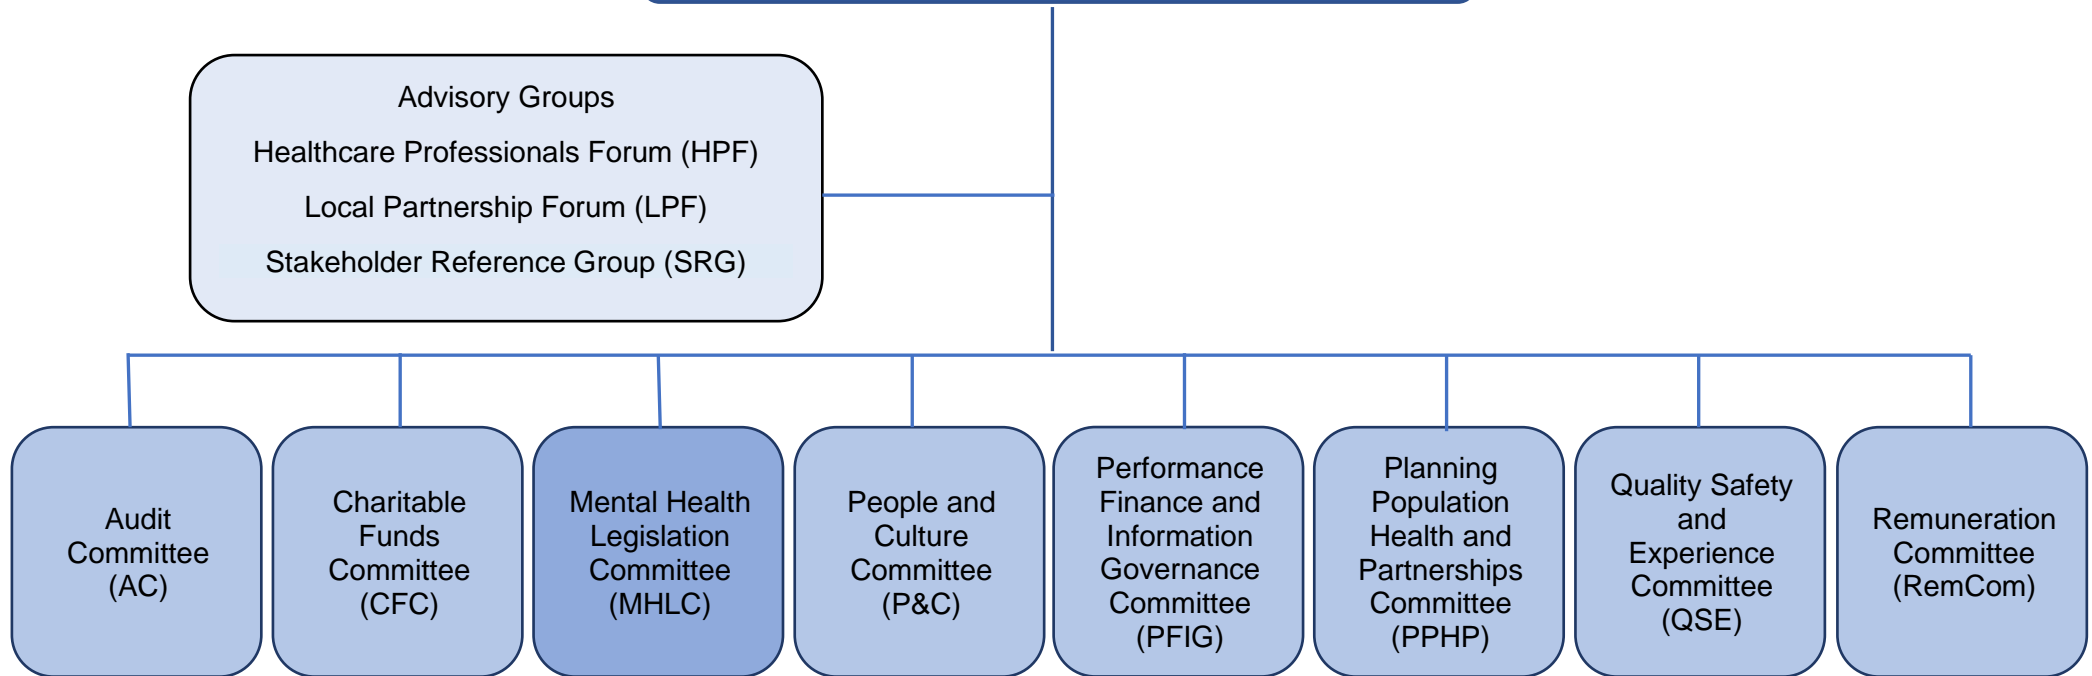 Advisory Groups
Healthcare Professionals Forum (HPF)
Local Partnership Forum (LPF)
Stakeholder Reference Group (SRG)
Audit
Committee
(AC)
Charitable
Funds
Committee
(CFC)
Mental Health
Legislation
Committee
(MHLC)
People and
Culture
Committee
(P&C)
Performance
Finance and
Information
Governance
Committee
(PFIG)
Planning
Population
Health and
Partnerships
Committee
(PPHP)
Quality Safety
and
Experience
Committee
(QSE)
Remuneration
Committee
(RemCom)